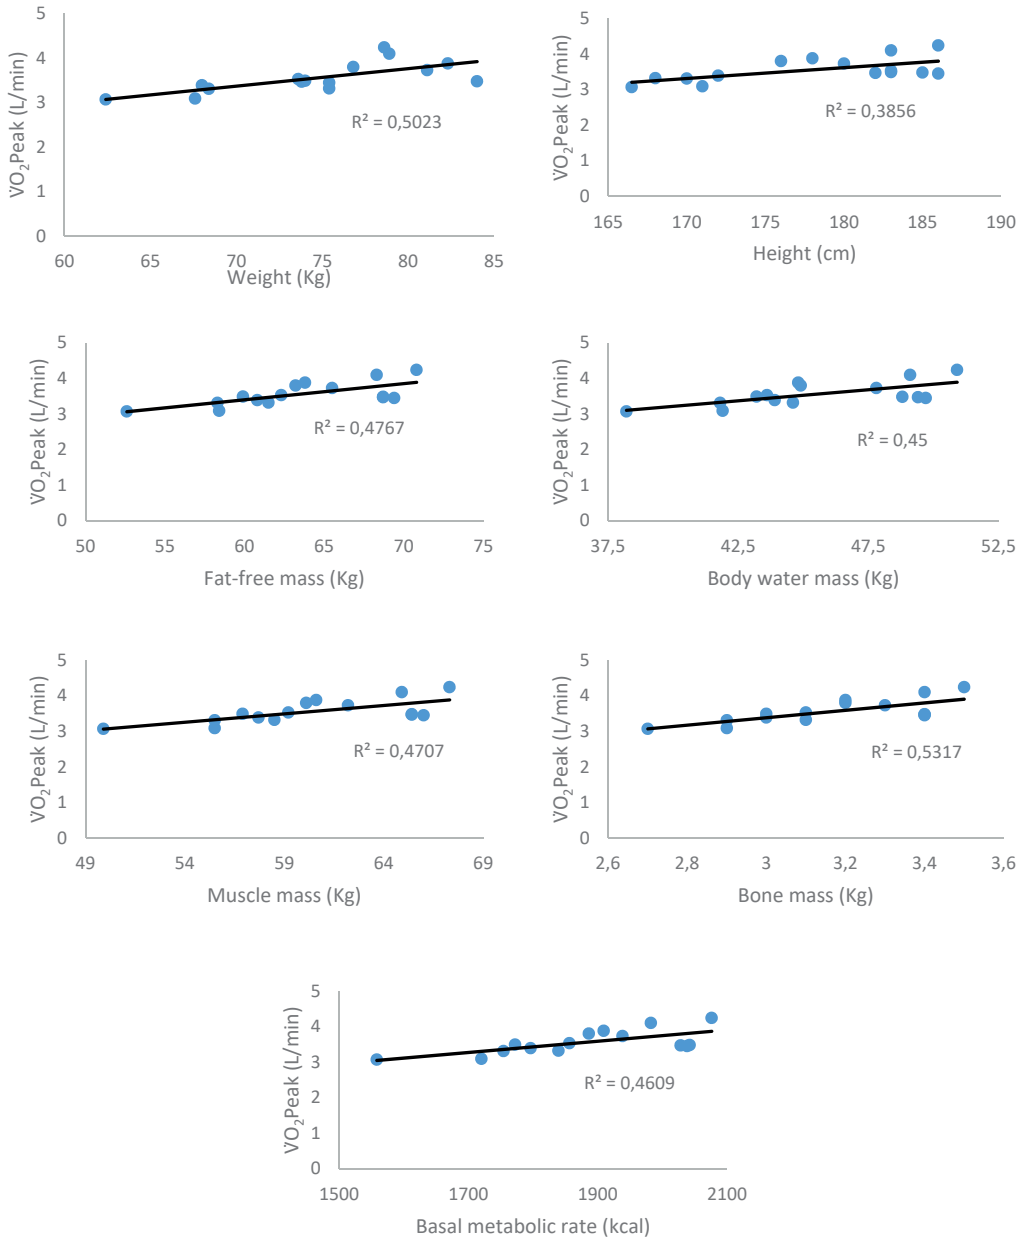 5
4
3
2
1
0
V̇O₂Peak (L/min)
R² = 0,5023
60 65 70 75 80 85
Weight (Kg)
5
4
3
2
1
0
V̇O₂Peak (L/min)
R² = 0,3856
165 170 175 180 185 190
Height (cm)
5
4
3
2
1
0
V̇O₂Peak (L/min)
R² = 0,4767
50 55 60 65 70 75
Fat-free mass (Kg)
5
4
3
2
1
0
V̇O₂Peak (L/min)
R² = 0,45
37,5 42,5 47,5 52,5
Body water mass (Kg)
5
4
3
2
1
0
V̇O₂Peak (L/min)
R² = 0,4707
49 54 59 64 69
Muscle mass (Kg)
5
4
3
2
1
0
V̇O₂Peak (L/min)
R² = 0,5317
2,6 2,8 3 3,2 3,4 3,6
Bone mass (Kg)
5
4
3
2
1
0
V̇O₂Peak (L/min)
R² = 0,4609
1500 1700 1900 2100
Basal metabolic rate (kcal)